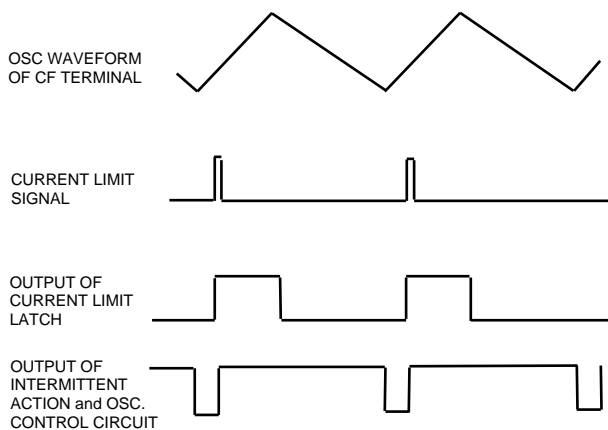 OSC WAVEFORM
OF CF TERMINAL
CURRENT LIMIT
SIGNAL
OUTPUT OF
CURRENT LIMIT
LATCH
OUTPUT OF
INTERMITTENT
ACTION and OSC.
CONTROL CIRCUIT